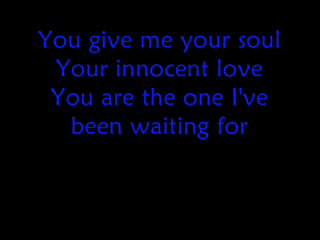 You give me your soul
Your innocent love
You are the one I've
been waiting for